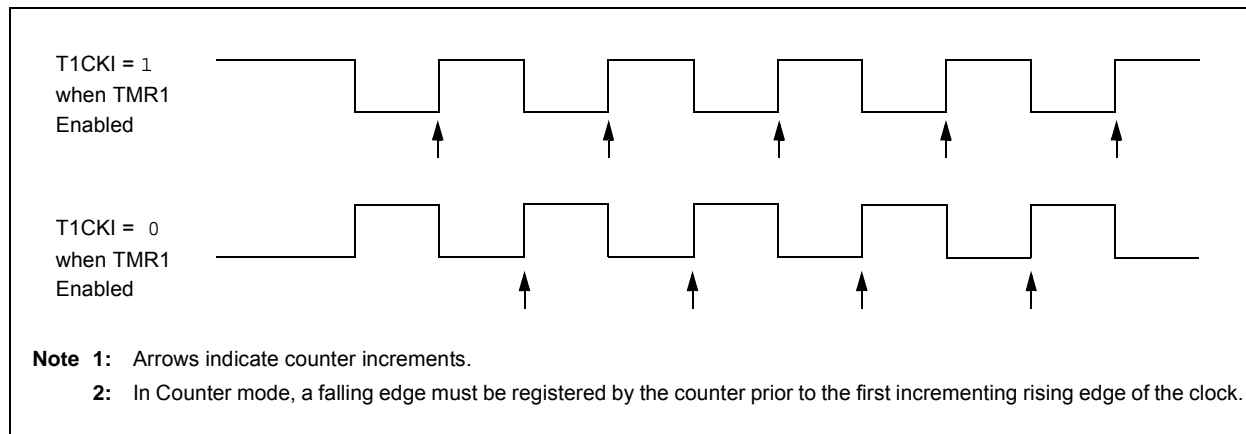 T1CKI = 1
when TMR1
Enabled
T1CKI = 0
when TMR1
Enabled
Note 1: Arrows indicate counter increments.
2: In Counter mode, a falling edge must be registered by the counter prior to the first incrementing rising edge of the clock.